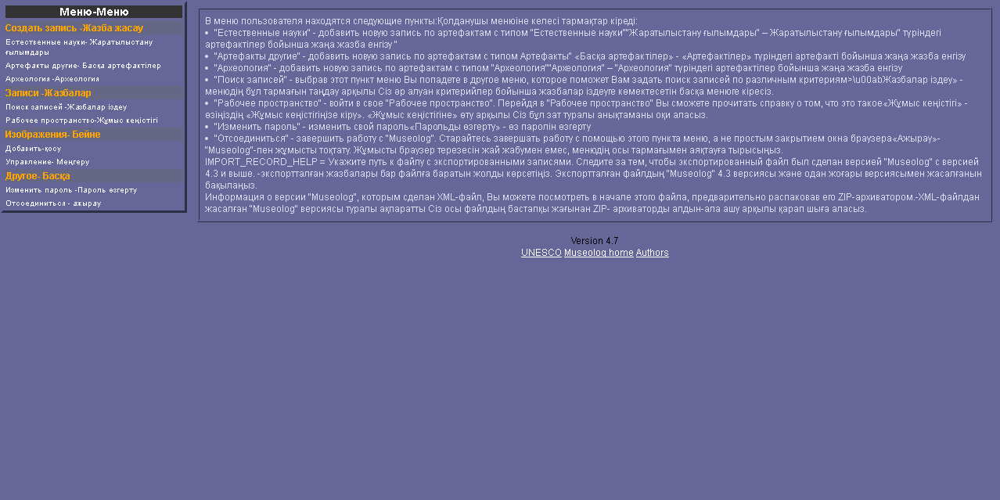 Меню-Меню
Создать запись -Жазба жасау
Естественные науки- Жаратылыстану
ғылымдары
Артефакты другие- Басқа артефактілер
Археология -Археология
Записи -Жазбалар
Поиск записей -Жазбалар іздеу
Рабочее пространство-Жұмыс кеңістігі
Изображения- Бейне
Добавить-қосу
Управление- Меңгеру
Другое- Басқа
Изменить пароль -Пароль өзгерту
Отсоединиться - ажырау
В меню пользователя находятся следующие пункты:Қолданушы менюіне келесі тармақтар кіреді:
• "Естественные науки" - добавить новую запись по артефактам с типом "Естественные науки""Жаратылыстану ғылымдары" – Жаратылыстану ғылымдары" түріндегі
артефактілер бойынша жаңа жазба енгізу"
• "Артефакты другие" - добавить новую запись по артефактам с типом Артефакты" «Басқа артефактілер» - «Артефактілер» түріндегі артефакті бойынша жаңа жазба енгізу
• "Археология" - добавить новую запись по артефактам с типом "Археология""Археология" – "Археология" түріндегі артефактілер бойынша жаңа жазба енгізу
• "Поиск записей" - выбрав этот пункт меню Вы попадете в другое меню, которое поможет Вам задать поиск записей по различным критериям>\u00abЖазбалар іздеу» -
менюдің бұл тармағын таңдау арқылы Сіз әр алуан критерийлер бойынша жазбалар іздеуге көмектесетін басқа менюге кіресіз.
• "Рабочее пространство" - войти в свое "Рабочее пространство". Перейдя в "Рабочее пространство" Вы сможете прочитать справку о том, что это такое«Жұмыс кеңістігі» -
өзіңіздің «Жұмыс кеңістігіңізе кіру». «Жұмыс кеңістігіне» өту арқылы Сіз бұл зат туралы анықтаманы оқи аласыз.
• "Изменить пароль" - изменить свой пароль«Парольды өзгерту» - өз паролін өзгерту
• "Отсоединиться" - завершить работу с "Museolog". Старайтесь завершать работу с помощью этого пункта меню, а не простым закрытием окна браузера«Ажырау»-
"Museolog"-пен жұмысты тоқтату. Жұмысты браузер терезесін жай жабумен емес, менюдің осы тармағымен аяқтауға тырысыңыз.
IMPORT_RECORD_HELP = Укажите путь к файлу с экспортированными записями. Следите за тем, чтобы экспортированный файл был сделан версией "Museolog" с версией
4.3 и выше. -экспортталған жазбалары бар файлға баратын жолды көрсетіңіз. Экспортталған файлдың "Museolog" 4.3 версиясы және одан жоғары версиясымен жасалғанын
бақылаңыз.
Информация о версии "Museolog", которым сделан XML-файл, Вы можете посмотреть в начале этого файла, предварительно распаковав его ZIP-архиватором.-XML-файлдан
жасалған "Museolog" версиясы туралы ақпаратты Сіз осы файлдың бастапқы жағынан ZIP- архиваторды алдын-ала ашу арқылы қарап шыға аласыз.
Version 4.7
UNESCO Museolog home Authors